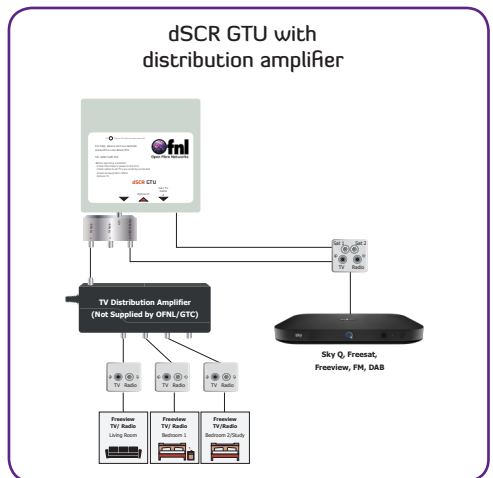 dSCR GTU with
distribution amplifier
Ofnl
Open Fibre Networks
dSCR GTU
Sat 1
Sat 2
TV
Radio
TV Distribution Amplifier
(Not Supplied by OFNL/GTC)
sky
Sky Q, Freesat,
Freeview, FM, DAB
TV Radio
TV Radio
TV Radio
Freeview
TV/ Radio
Living Room
Freeview
TV/ Radio
Bedroom 1
Freeview
TV/Radio
Bedroom 2/Study